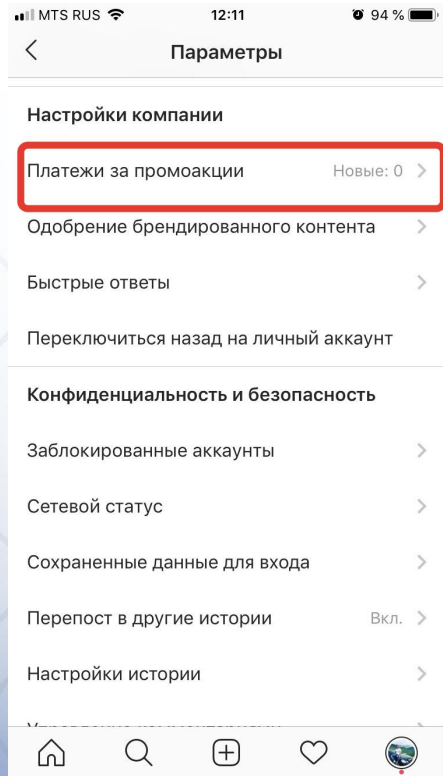 MTS RUS 12:11 94 %
Параметры
Настройки компании
Платежи за промоакции Новые: 0
Одобрение брендированного контента
Быстрые ответы
Переключиться назад на личный аккаунт
Конфиденциальность и безопасность
Заблокированные аккаунты
Сетевой статус
Сохраненные данные для входа
Перепост в другие истории Вкл.
Настройки истории